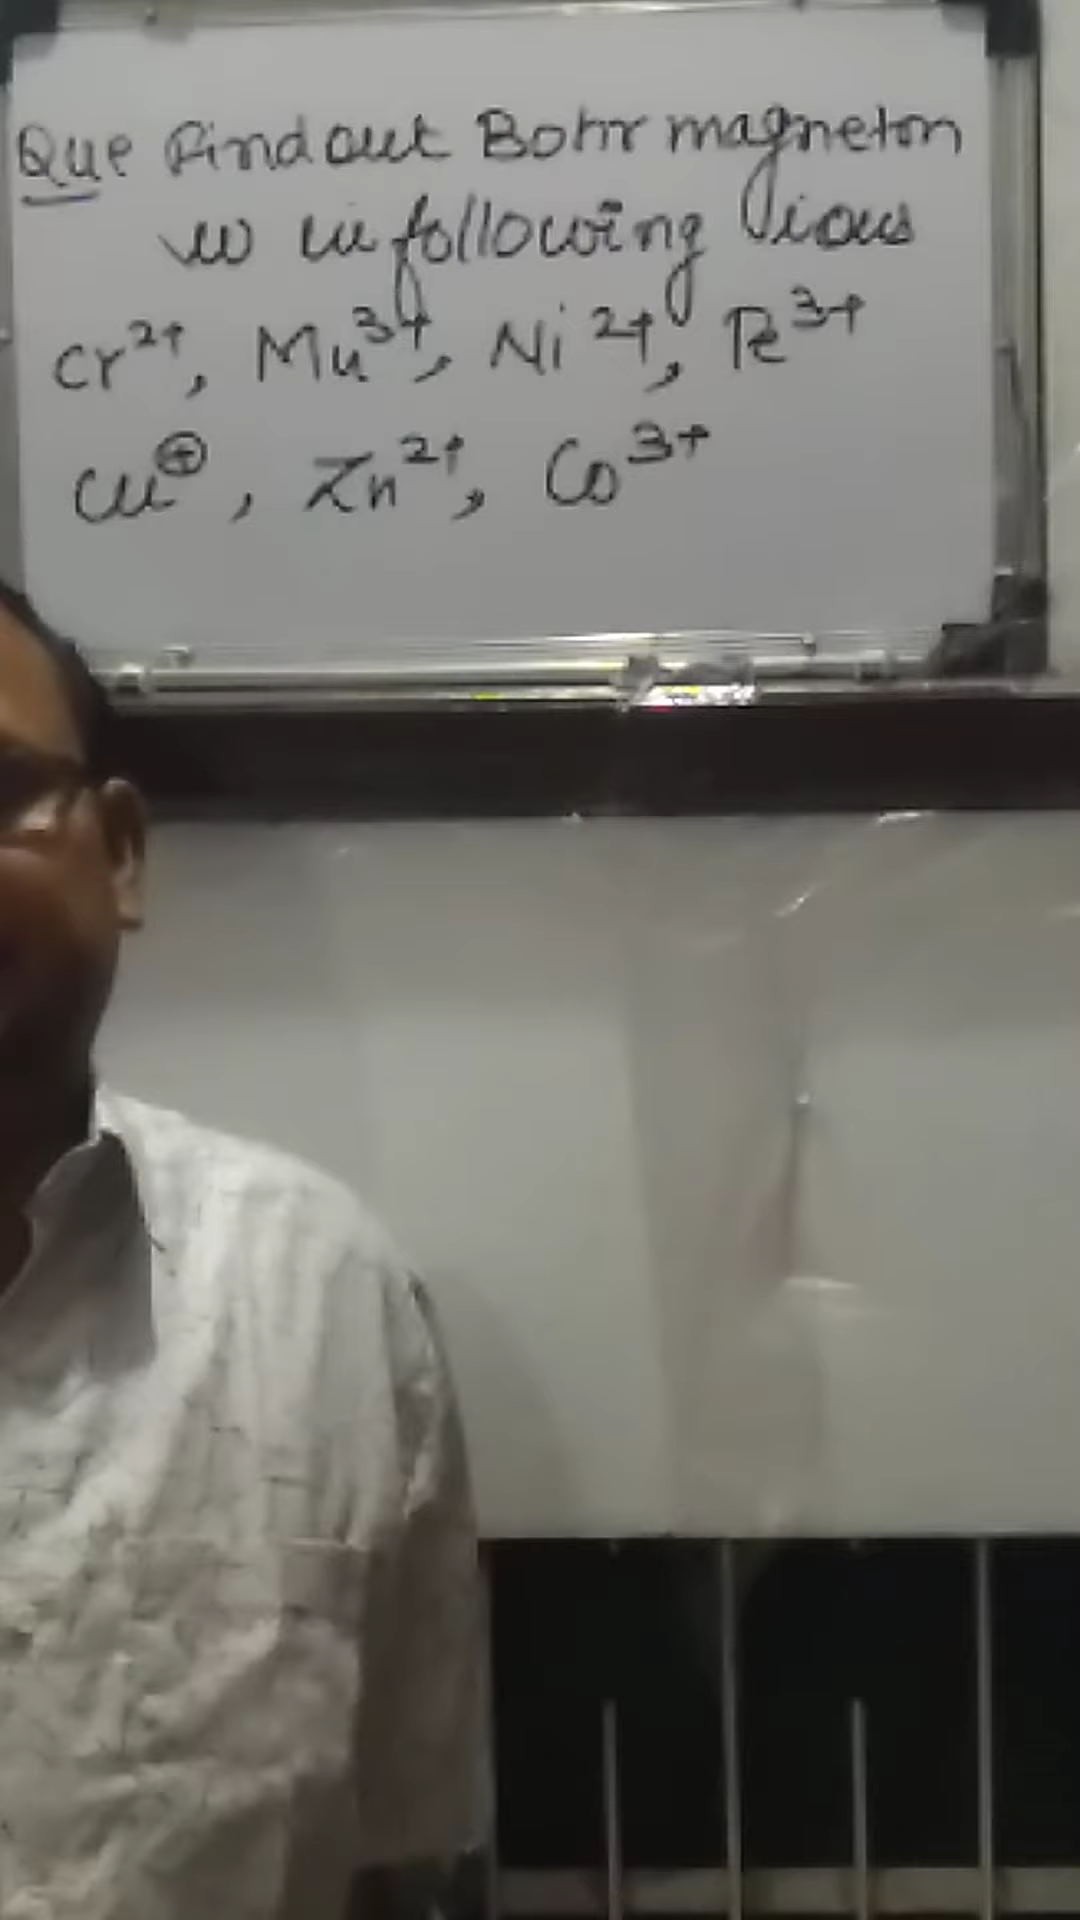 Que Find out Bohr magneton
in following ions
Cr²⁺, Mn³⁺, Ni²⁺, Fe³⁺
Cu⊕, Zn²⁺, Co³⁺